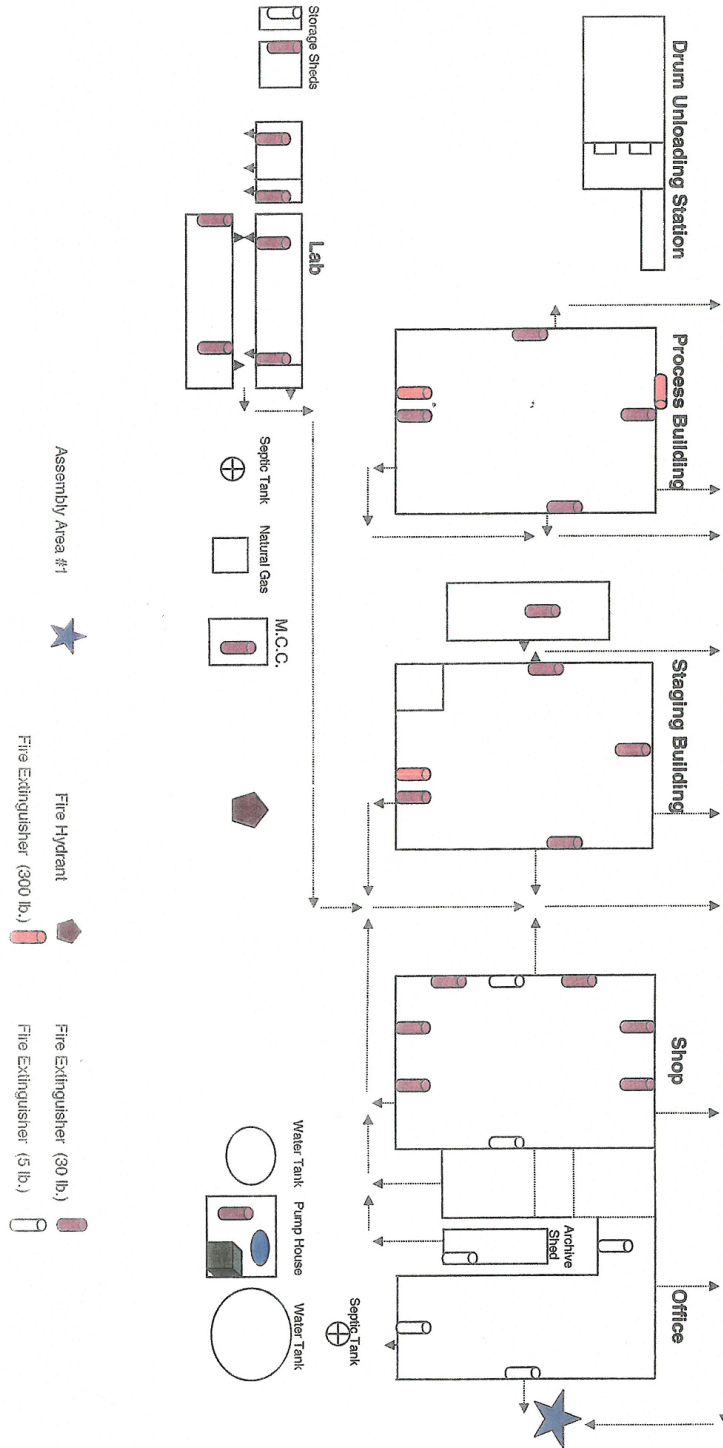 Drum Unloading Station
Process Building
Staging Building
Shop
Office
Archive
Shed
Storage Sheds
Lab
Septic Tank
Natural Gas
M.C.C.
Water Tank
Pump House
Water Tank
Septic Tank
Assembly Area #1
Fire Hydrant
Fire Extinguisher (30 lb.)
Fire Extinguisher (300 lb.)
Fire Extinguisher (5 lb.)